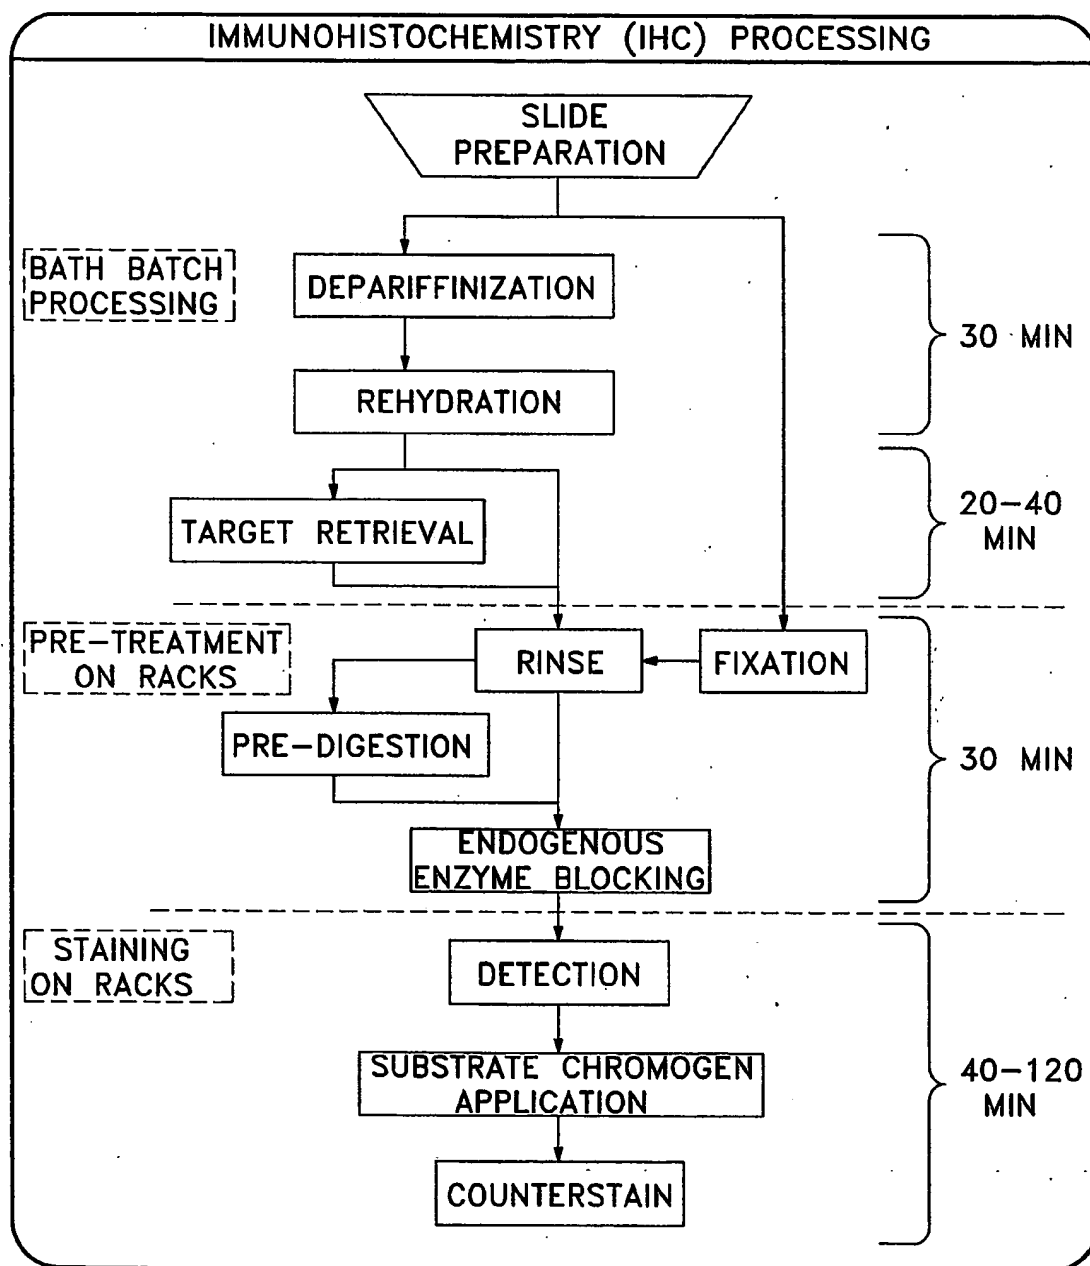 IMMUNOHISTOCHEMISTRY (IHC) PROCESSING
SLIDE
PREPARATION
BATH BATCH
PROCESSING
DEPARIFFINIZATION
30 MIN
REHYDRATION
TARGET RETRIEVAL
20-40
MIN
PRE-TREATMENT
ON RACKS
RINSE
FIXATION
PRE-DIGESTION
30 MIN
ENDOGENOUS
ENZYME BLOCKING
STAINING
ON RACKS
DETECTION
SUBSTRATE CHROMOGEN
APPLICATION
40-120
MIN
COUNTERSTAIN